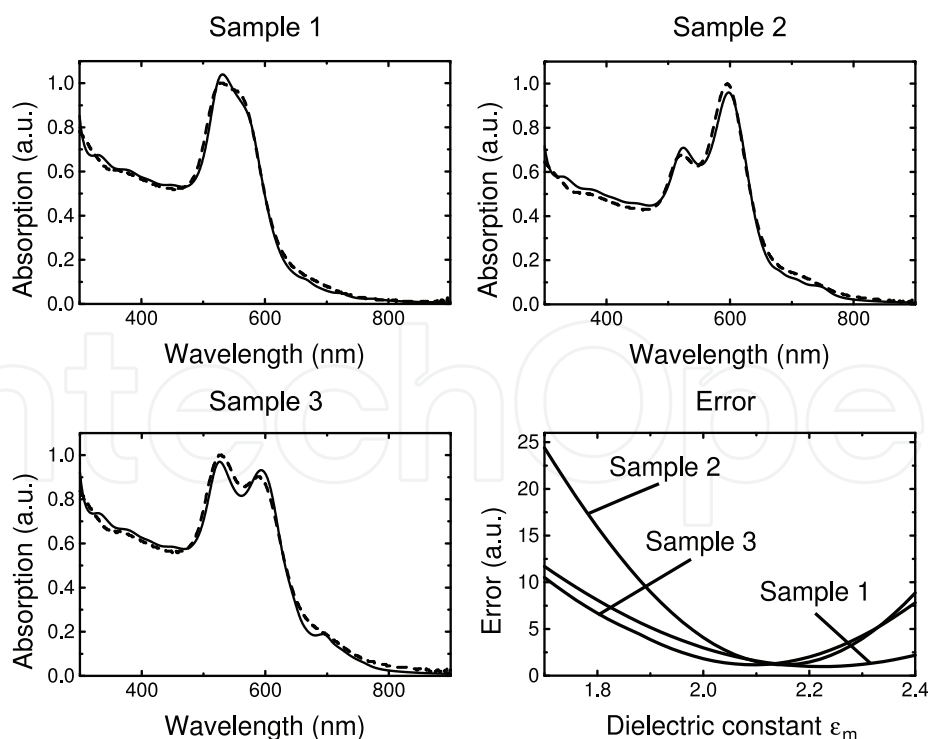 Sample 1
Absorption (a.u.)
1.0
0.8
0.6
0.4
0.2
0.0
400 600 800
Wavelength (nm)
Sample 2
Absorption (a.u.)
1.0
0.8
0.6
0.4
0.2
0.0
400 600 800
Wavelength (nm)
Sample 3
Absorption (a.u.)
1.0
0.8
0.6
0.4
0.2
0.0
400 600 800
Wavelength (nm)
Error
Error (a.u.)
25
20
15
10
5
0
Sample 2
Sample 3
Sample 1
1.8 2.0 2.2 2.4
Dielectric constant εm
ntechOpe